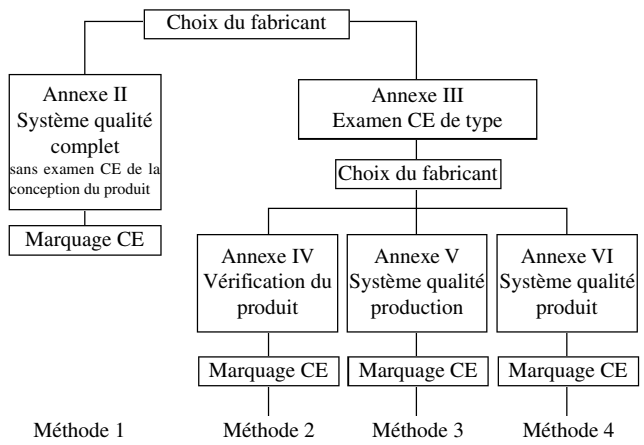 Choix du fabricant
Annexe II
Système qualité
complet
sans examen CE de la
conception du produit
Marquage CE
Annexe III
Examen CE de type
Choix du fabricant
Annexe IV
Vérification du
produit
Annexe V
Système qualité
production
Annexe VI
Système qualité
produit
Marquage CE
Marquage CE
Marquage CE
Méthode 1
Méthode 2
Méthode 3
Méthode 4